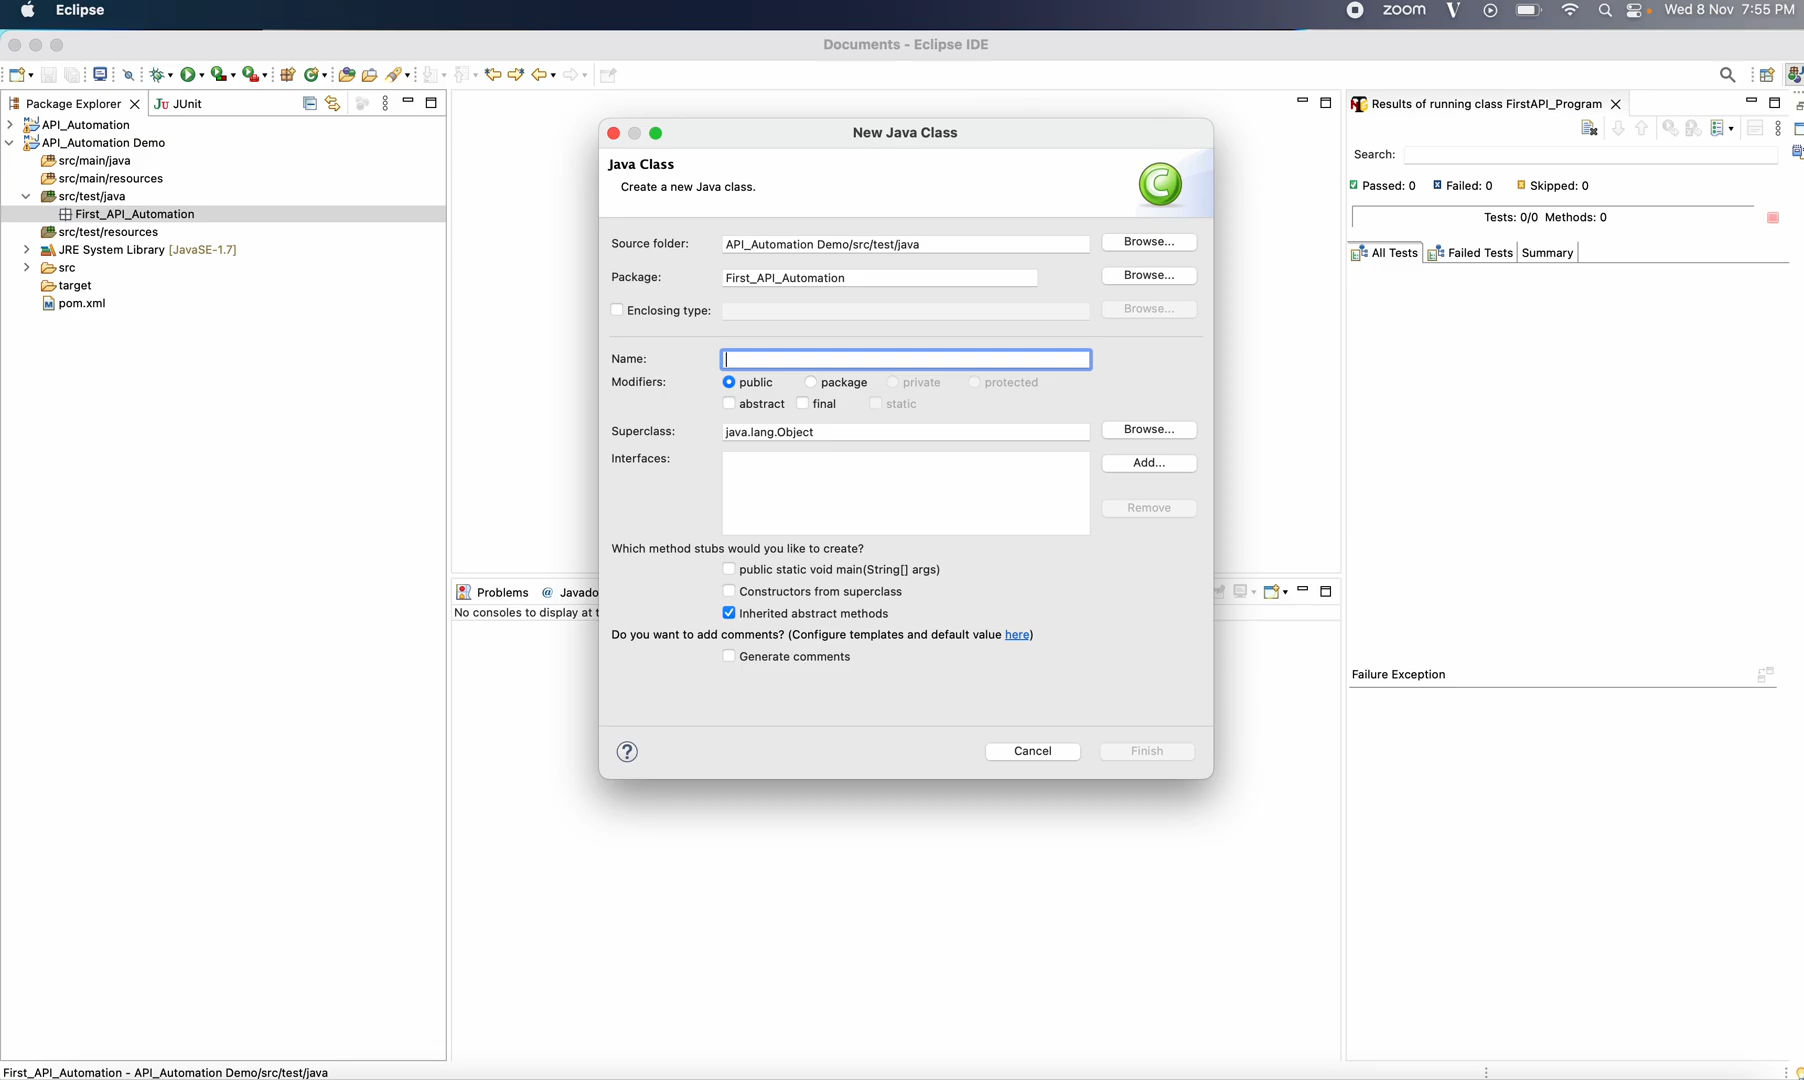 Eclipse
zoom
Wed 8 Nov 7:55 PM
Documents - Eclipse IDE
Package Explorer
Ju JUnit
API_Automation
API_Automation Demo
src/main/java
src/main/resources
src/test/java
First_API_Automation
src/test/resources
JRE System Library [JavaSE-1.7]
src
target
pom.xml
New Java Class
Java Class
Create a new Java class.
Source folder:
API_Automation Demo/src/test/java
Browse...
Package:
First_API_Automation
Browse...
Enclosing type:
Browse...
Name:
Modifiers:
public package private protected
abstract final static
Superclass:
java.lang.Object
Browse...
Interfaces:
Add...
Remove
Which method stubs would you like to create?
public static void main(String[] args)
Constructors from superclass
Inherited abstract methods
Do you want to add comments? (Configure templates and default value here)
Generate comments
?
Cancel
Finish
Problems @ Javado
No consoles to display at t
Results of running class FirstAPI_Program
Search:
Passed: 0 Failed: 0 Skipped: 0
Tests: 0/0 Methods: 0
All Tests Failed Tests Summary
Failure Exception
First_API_Automation - API_Automation Demo/src/test/java